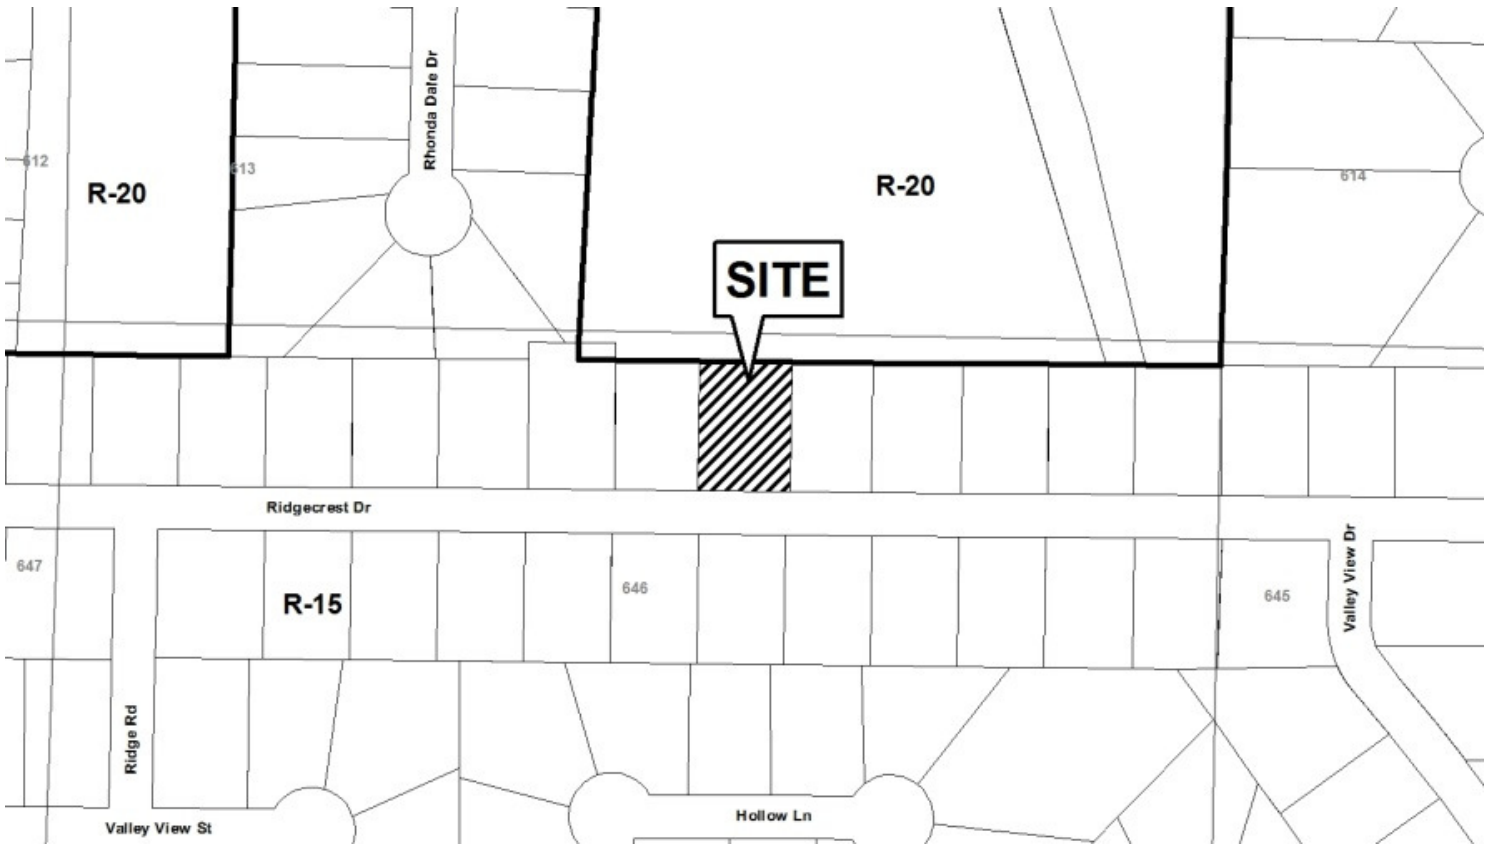 Rhonda Dale Dr
612
613
R-20
R-20
614
SITE
Ridgecrest Dr
647
R-15
646
645
Valley View Dr
Ridge Rd
Valley View St
Hollow Ln